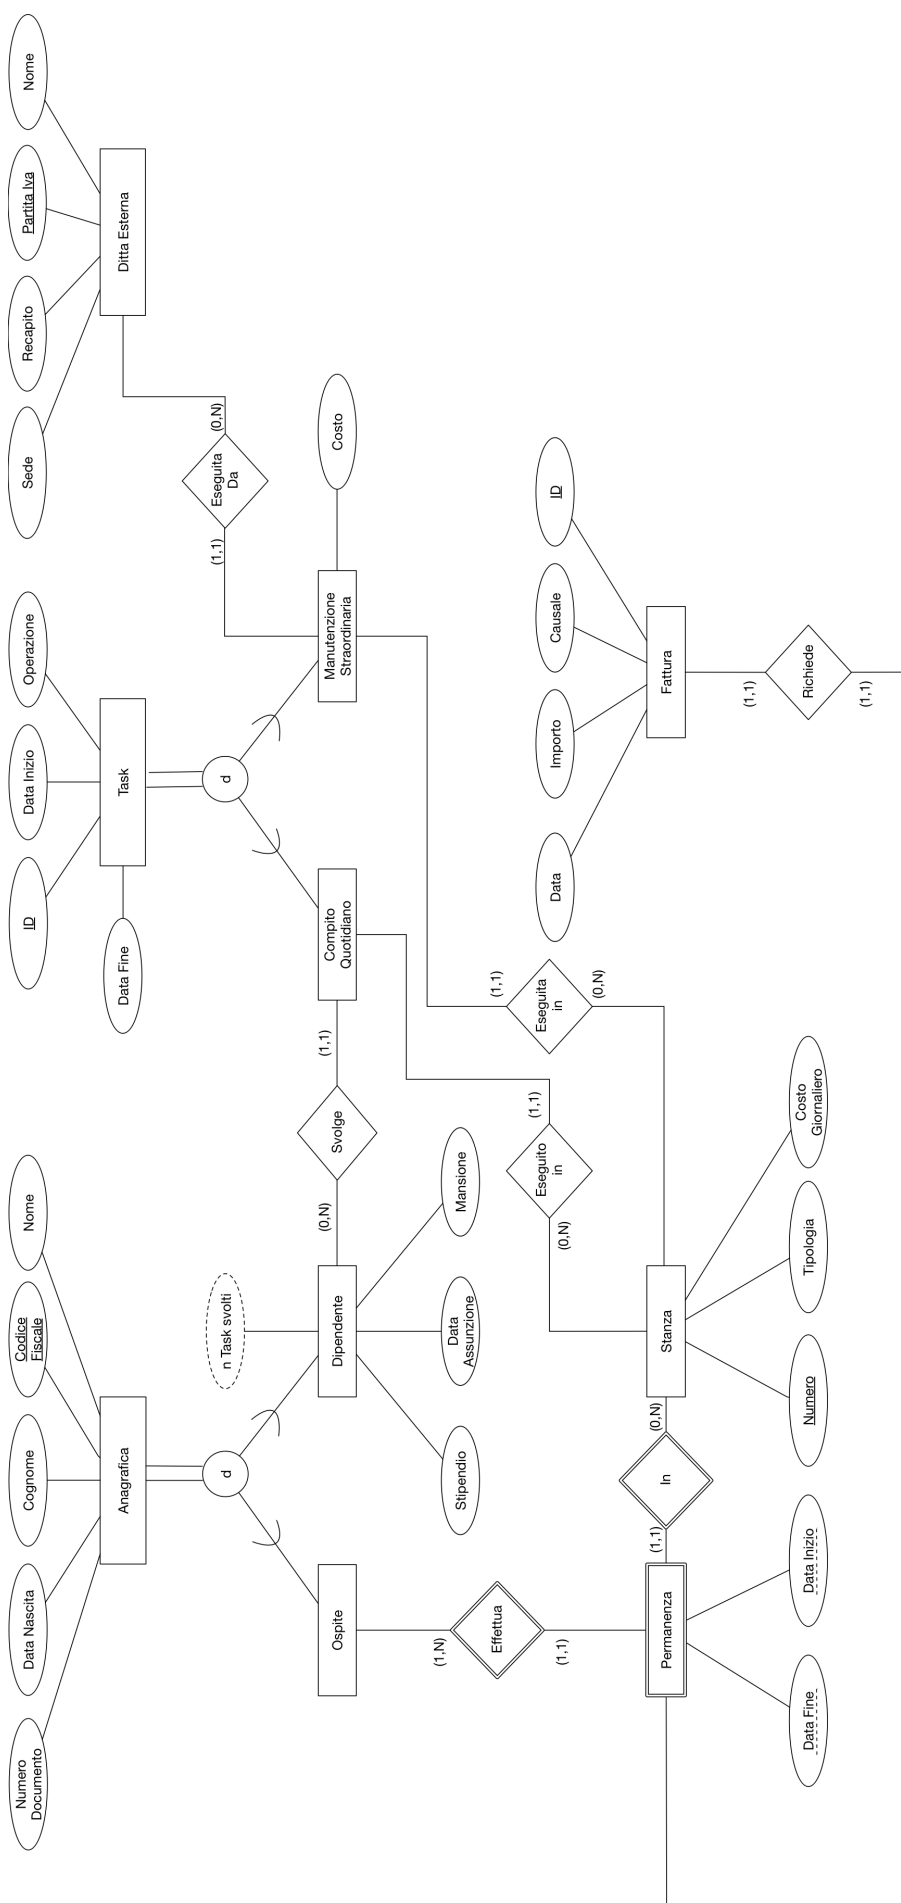 Numero
Documento
Data Nascita
Cognome
Codice
Fiscale
Nome
ID
Data Inizio
Operazione
Sede
Recapito
Partita Iva
Nome
Anagrafica
Data Fine
Task
Ditta Esterna
d
n Task svolti
d
(1,1)
Eseguita
Da
(0,N)
Ospite
Dipendente
(0,N)
Svolge
(1,1)
Compito
Quotidiano
Manutenzione
Straordinaria
Costo
(1,N)
Stipendio
Data
Assunzione
Mansione
Effettua
(1,1)
(1,1)
(0,N)
Eseguito
in
(1,1)
Eseguita
in
(0,N)
Data
Importo
Causale
ID
Permanenza
(1,1)
In
(0,N)
Stanza
Fattura
(1,1)
Data Fine
Data Inizio
Numero
Tipologia
Costo
Giornaliero
Richiede
(1,1)